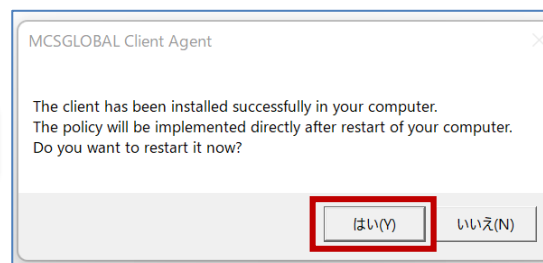 MCSGLOBAL Client Agent
The client has been installed successfully in your computer.
The policy will be implemented directly after restart of your computer.
Do you want to restart it now?
はい(Y) いいえ(N)